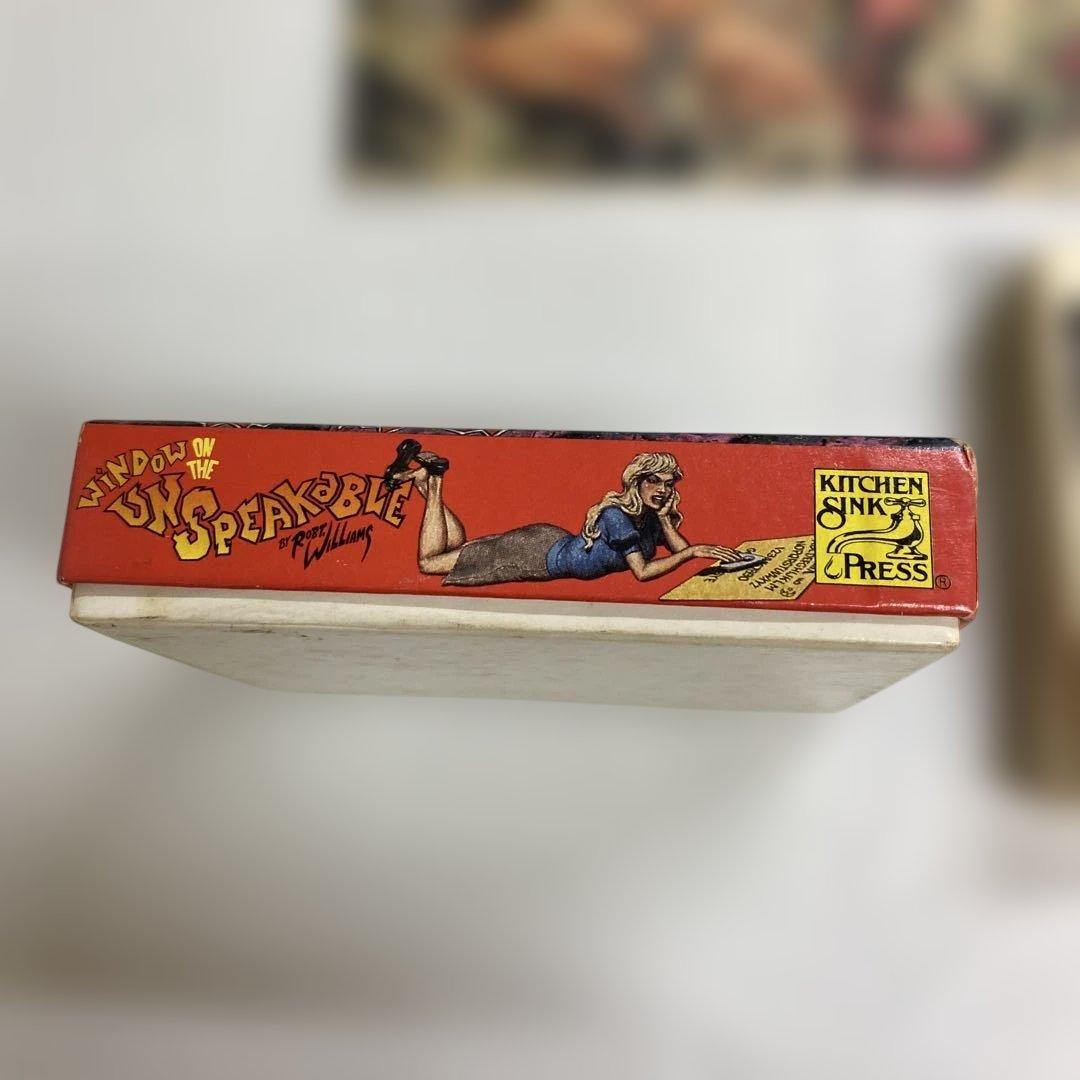 WINDOW ON THE
UNSPEAKABLE
BY ROBT. WILLIAMS
KITCHEN
SINK
PRESS®